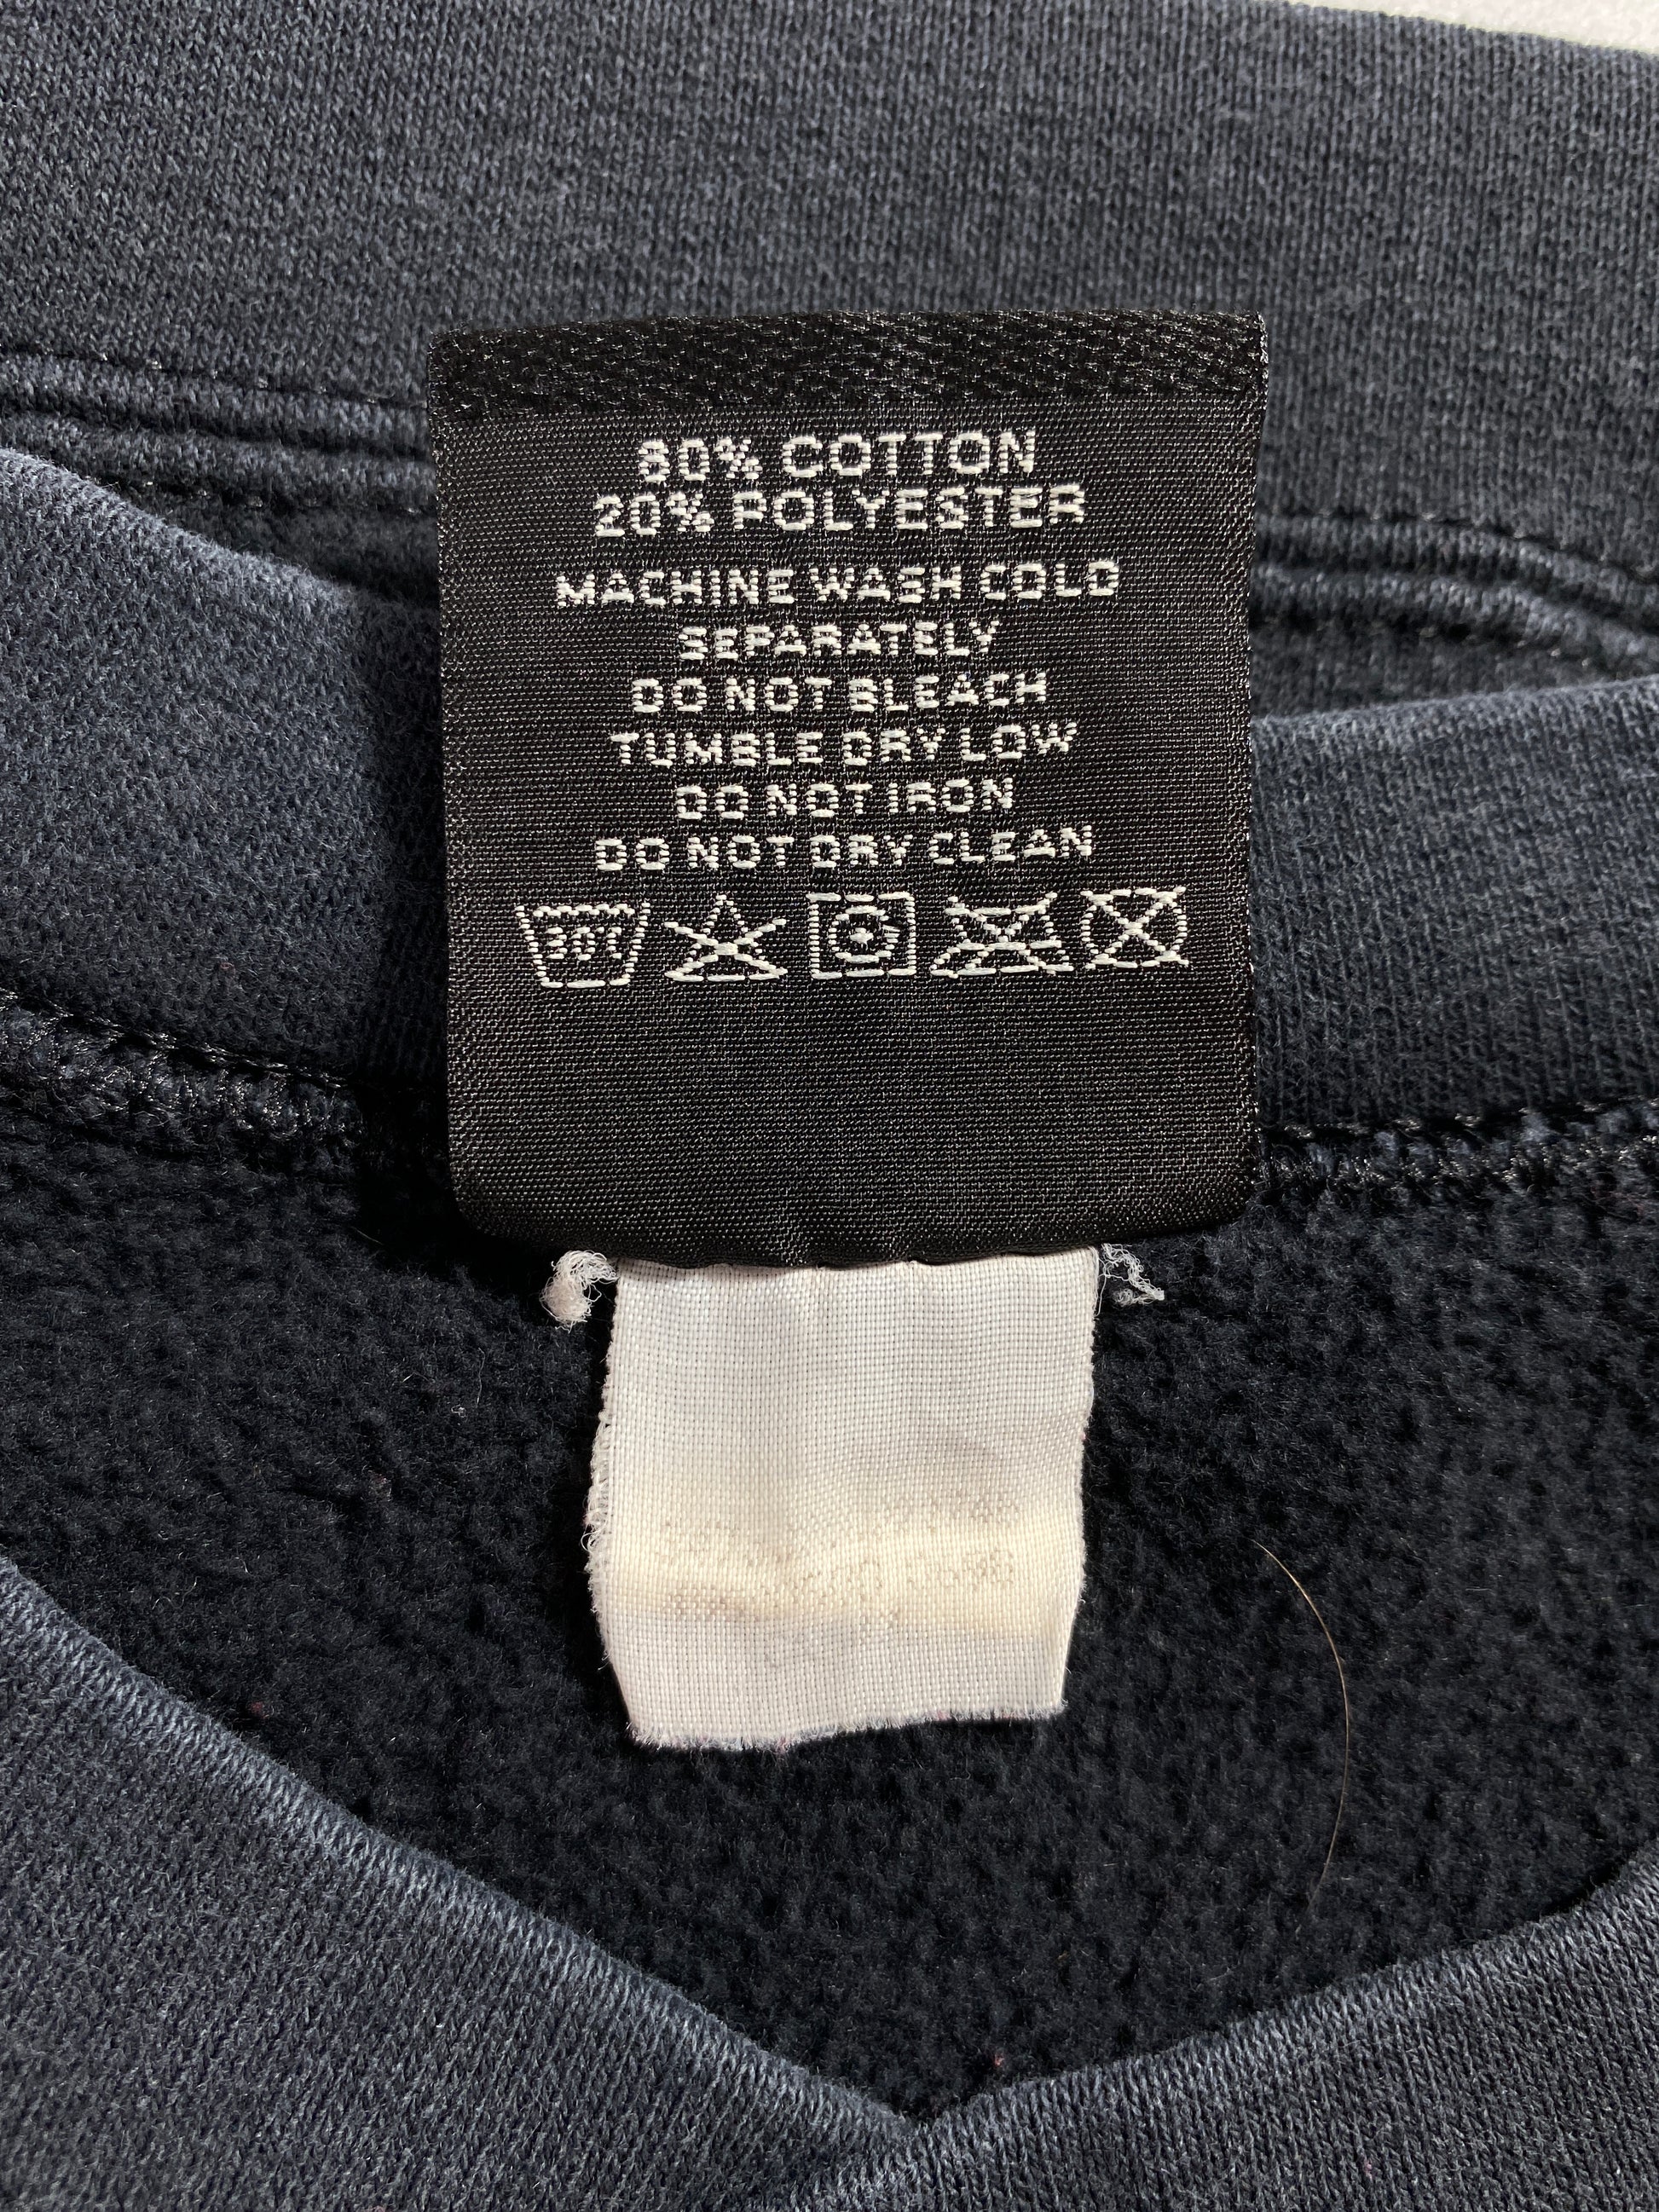 80% COTTON
20% POLYESTER
MACHINE WASH COLD
SEPARATELY
DO NOT BLEACH
TUMBLE DRY LOW
DO NOT IRON
DO NOT DRY CLEAN
30°C